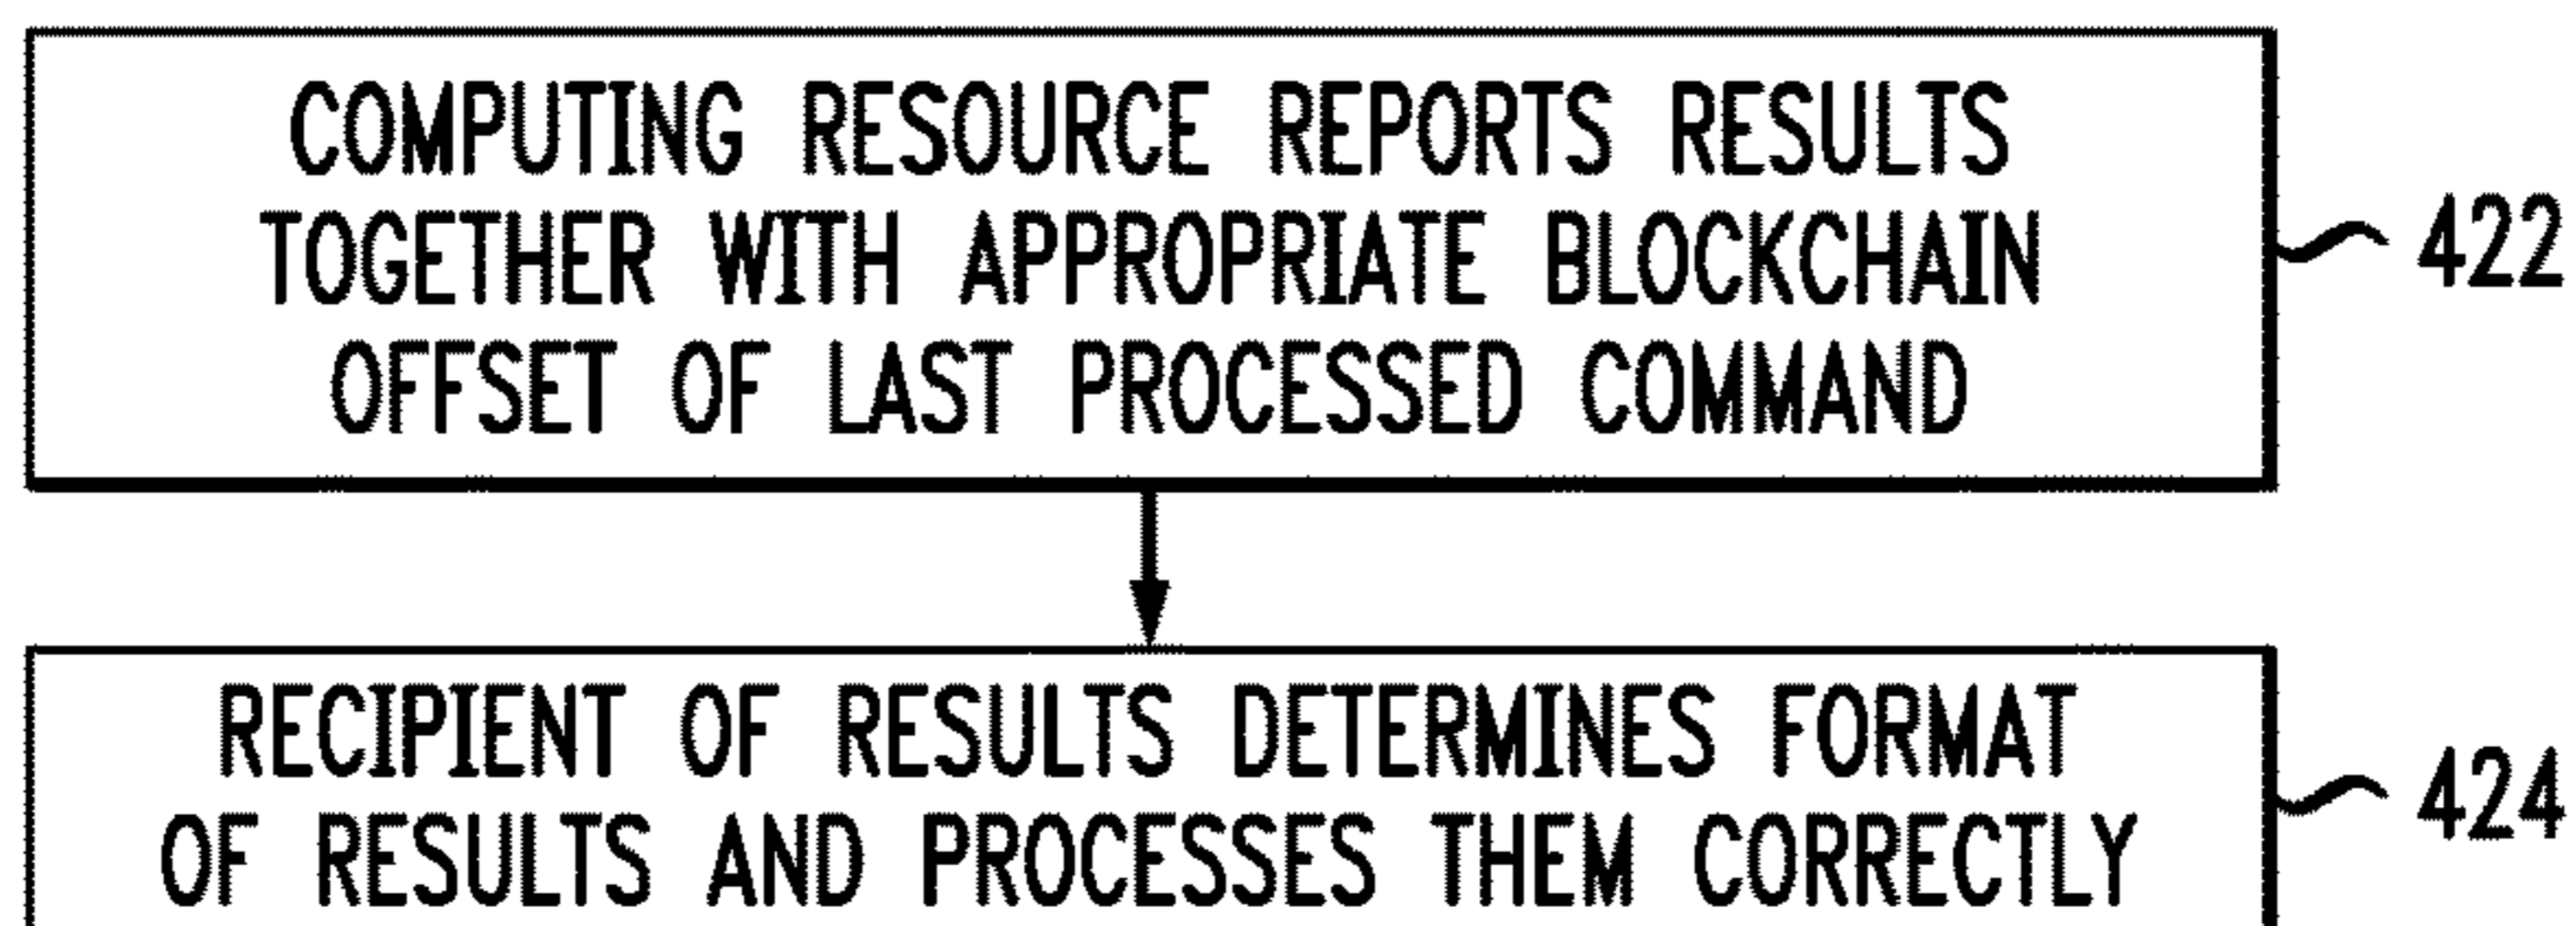 COMPUTING RESOURCE REPORTS RESULTS
TOGETHER WITH APPROPRIATE BLOCKCHAIN
OFFSET OF LAST PROCESSED COMMAND
422
RECIPIENT OF RESULTS DETERMINES FORMAT
OF RESULTS AND PROCESSES THEM CORRECTLY
424